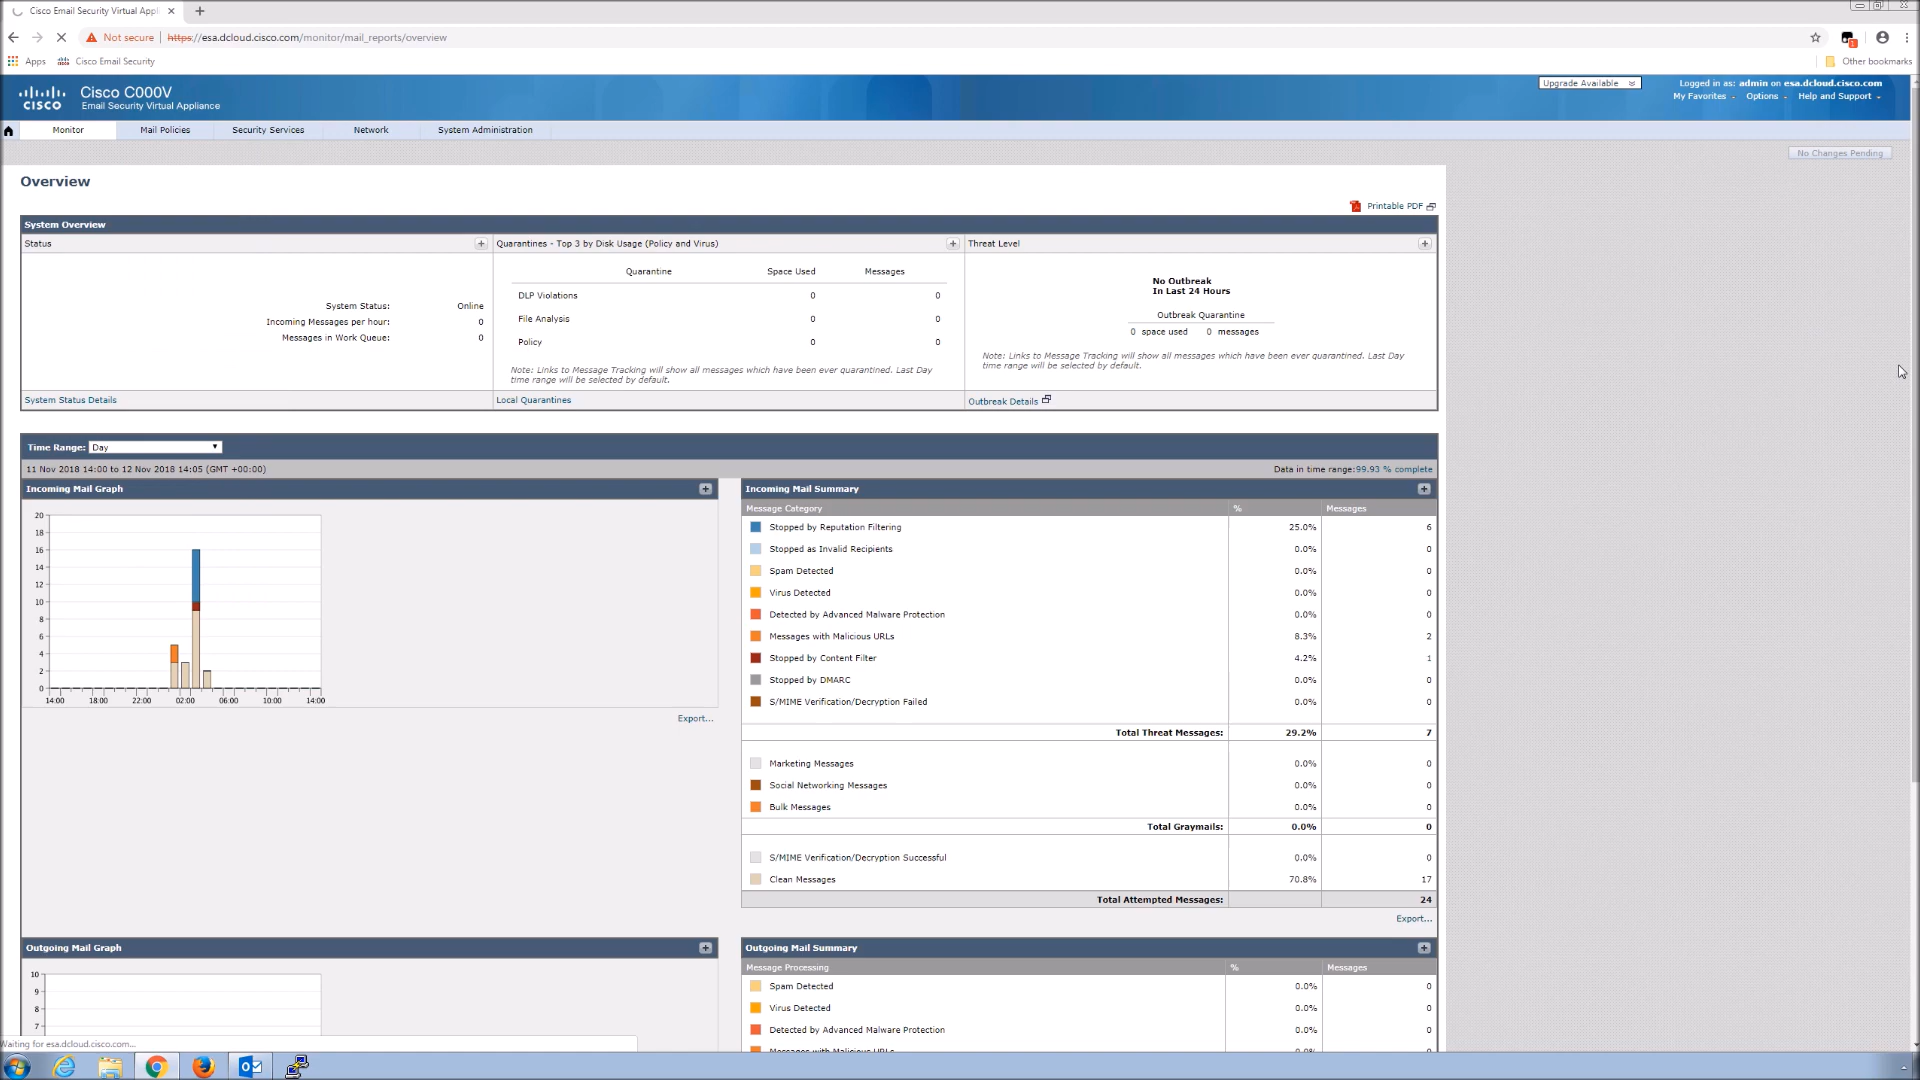 Cisco Email Security Virtual Appl
Not secure | https://esa.dcloud.cisco.com/monitor/mail_reports/overview
Apps Cisco Email Security Other bookmarks
CISCO
Cisco C000V
Email Security Virtual Appliance
Upgrade Available
Logged in as: admin on esa.dcloud.cisco.com
My Favorites Options Help and Support
Monitor Mail Policies Security Services Network System Administration
No Changes Pending
Overview
Printable PDF
System Overview
Status
System Status: Online
Incoming Messages per hour: 0
Messages in Work Queue: 0
System Status Details
Quarantines - Top 3 by Disk Usage (Policy and Virus)
Quarantine Space Used Messages
DLP Violations 0 0
File Analysis 0 0
Policy 0 0
Note: Links to Message Tracking will show all messages which have been ever quarantined. Last Day
time range will be selected by default.
Local Quarantines
Threat Level
No Outbreak
In Last 24 Hours
Outbreak Quarantine
0 space used 0 messages
Note: Links to Message Tracking will show all messages which have been ever quarantined. Last Day
time range will be selected by default.
Outbreak Details
Time Range: Day
11 Nov 2018 14:00 to 12 Nov 2018 14:05 (GMT +00:00)
Data in time range:99.93 % complete
Incoming Mail Graph
20
18
16
14
12
10
8
6
4
2
0
14:00 18:00 22:00 02:00 06:00 10:00 14:00
Export...
Incoming Mail Summary
Message Category % Messages
Stopped by Reputation Filtering 25.0% 6
Stopped as Invalid Recipients 0.0% 0
Spam Detected 0.0% 0
Virus Detected 0.0% 0
Detected by Advanced Malware Protection 0.0% 0
Messages with Malicious URLs 8.3% 2
Stopped by Content Filter 4.2% 1
Stopped by DMARC 0.0% 0
S/MIME Verification/Decryption Failed 0.0% 0
Total Threat Messages: 29.2% 7
Marketing Messages 0.0% 0
Social Networking Messages 0.0% 0
Bulk Messages 0.0% 0
Total Graymails: 0.0% 0
S/MIME Verification/Decryption Successful 0.0% 0
Clean Messages 70.8% 17
Total Attempted Messages: 24
Export...
Outgoing Mail Graph
10
9
8
7
Outgoing Mail Summary
Message Processing % Messages
Spam Detected 0.0% 0
Virus Detected 0.0% 0
Detected by Advanced Malware Protection 0.0% 0
Messages with Malicious URLs 0.0% 0
Waiting for esa.dcloud.cisco.com...